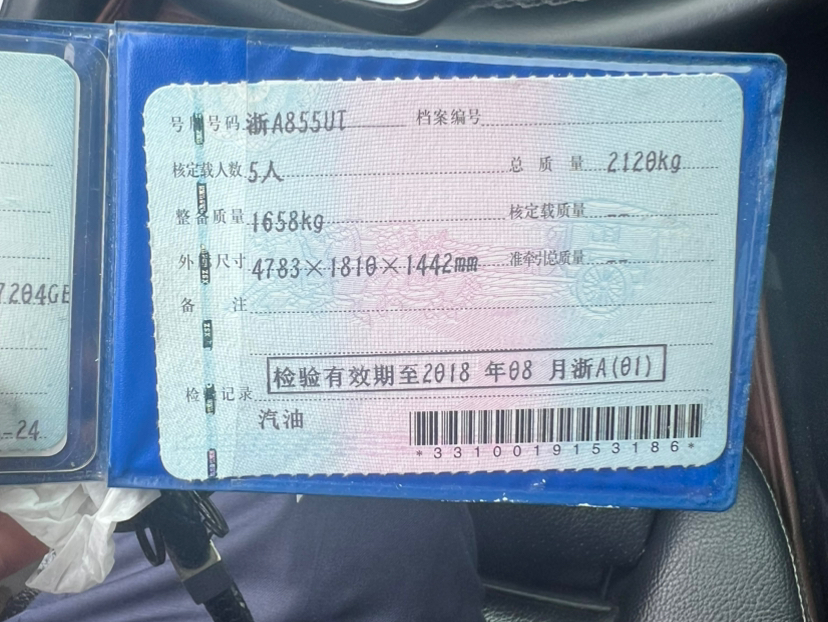 号牌号码 浙A855UT 档案编号
核定载人数 5人 总质量 2120kg
整备质量 1658kg 核定载质量 --
外廓尺寸 4783×1810×1442mm 准牵引总质量 --
备注
检验有效期至2018年08月浙A(01)
检验记录
汽油
*3310019153186*
7204GE
-24